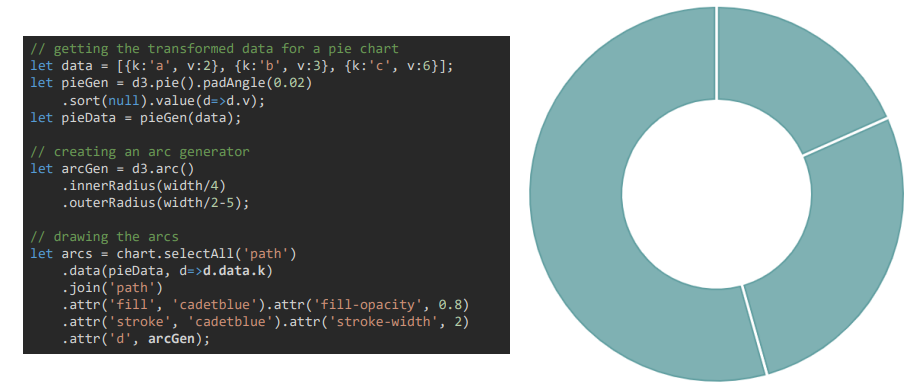 // getting the transformed data for a pie chart
let data = [{k:'a', v:2}, {k:'b', v:3}, {k:'c', v:6}];
let pieGen = d3.pie().padAngle(0.02)
    .sort(null).value(d=>d.v);
let pieData = pieGen(data);

// creating an arc generator
let arcGen = d3.arc()
    .innerRadius(width/4)
    .outerRadius(width/2-5);

// drawing the arcs
let arcs = chart.selectAll('path')
    .data(pieData, d=>d.data.k)
    .join('path')
    .attr('fill', 'cadetblue').attr('fill-opacity', 0.8)
    .attr('stroke', 'cadetblue').attr('stroke-width', 2)
    .attr('d', arcGen);